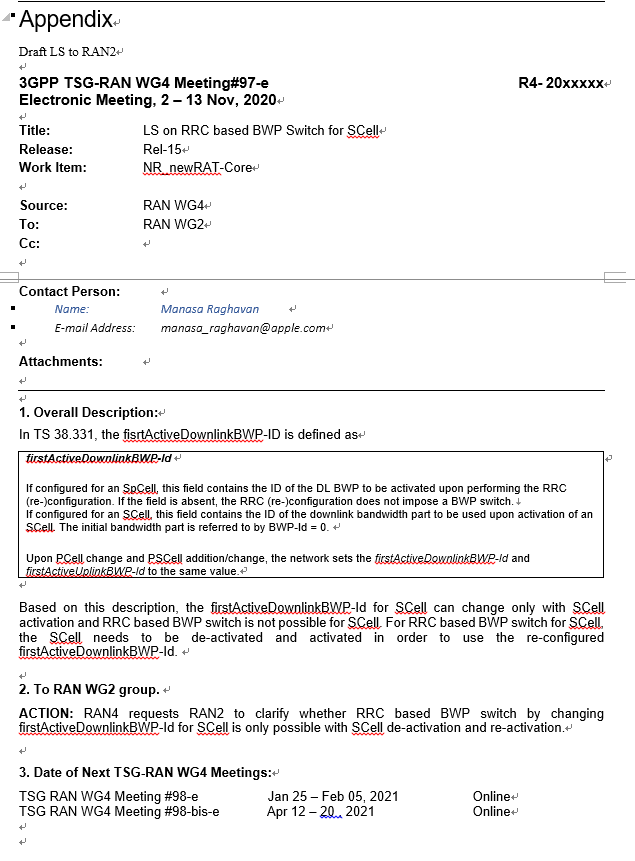 Appendix
Draft LS to RAN2
3GPP TSG-RAN WG4 Meeting#97-e R4- 20xxxxx
Electronic Meeting, 2 – 13 Nov, 2020
Title: LS on RRC based BWP Switch for SCell
Release: Rel-15
Work Item: NR_newRAT-Core
Source: RAN WG4
To: RAN WG2
Cc:
Contact Person:
Name: Manasa Raghavan
E-mail Address: manasa_raghavan@apple.com
Attachments:
1. Overall Description:
In TS 38.331, the fisrtActiveDownlinkBWP-ID is defined as
firstActiveDownlinkBWP-Id
If configured for an SpCell, this field contains the ID of the DL BWP to be activated upon performing the RRC
(re-)configuration. If the field is absent, the RRC (re-)configuration does not impose a BWP switch.
If configured for an SCell, this field contains the ID of the downlink bandwidth part to be used upon activation of an
SCell. The initial bandwidth part is referred to by BWP-Id = 0.
Upon PCell change and PSCell addition/change, the network sets the firstActiveDownlinkBWP-Id and
firstActiveUplinkBWP-Id to the same value.
Based on this description, the firstActiveDownlinkBWP-Id for SCell can change only with SCell
activation and RRC based BWP switch is not possible for SCell. For RRC based BWP switch for SCell,
the SCell needs to be de-activated and activated in order to use the re-configured
firstActiveDownlinkBWP-Id.
2. To RAN WG2 group.
ACTION: RAN4 requests RAN2 to clarify whether RRC based BWP switch by changing
firstActiveDownlinkBWP-Id for SCell is only possible with SCell de-activation and re-activation.
3. Date of Next TSG-RAN WG4 Meetings:
TSG RAN WG4 Meeting #98-e Jan 25 – Feb 05, 2021 Online
TSG RAN WG4 Meeting #98-bis-e Apr 12 – 20 , 2021 Online